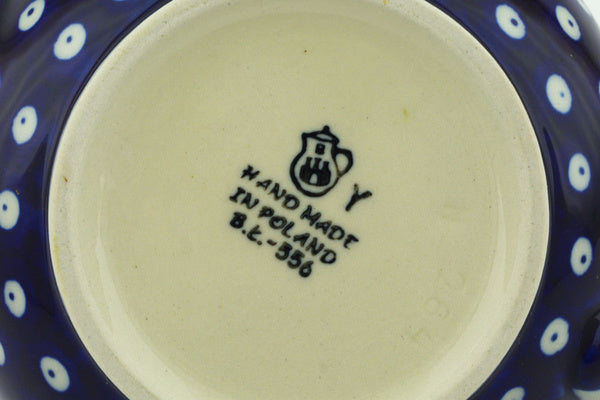 Y
HAND MADE
IN POLAND
B.Ł.-556